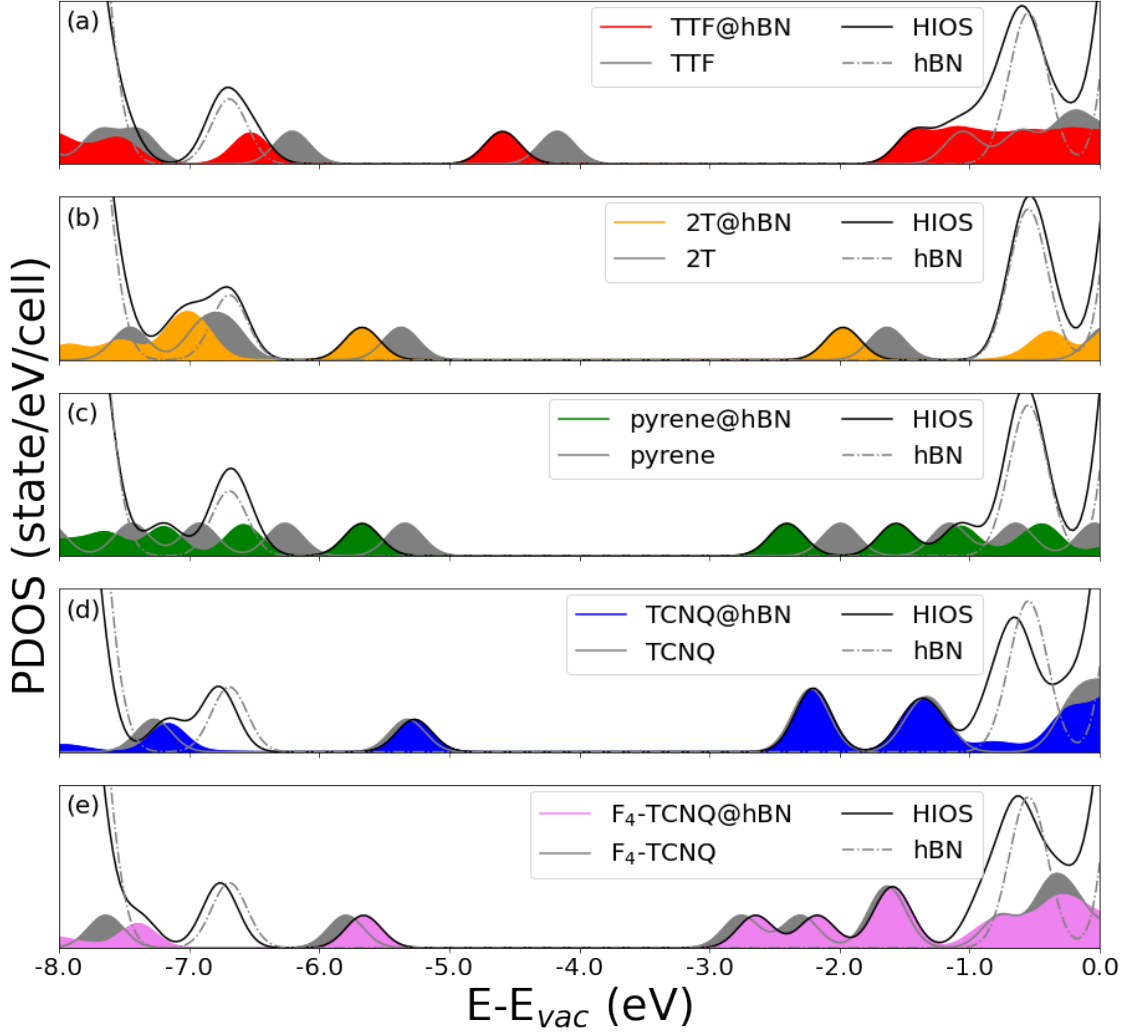 (a)
TTF@hBN HIOS
TTF hBN
(b)
2T@hBN HIOS
2T hBN
(c)
pyrene@hBN HIOS
pyrene hBN
(d)
TCNQ@hBN HIOS
TCNQ hBN
(e)
F₄-TCNQ@hBN HIOS
F₄-TCNQ hBN
PDOS (state/eV/cell)
-8.0 -7.0 -6.0 -5.0 -4.0 -3.0 -2.0 -1.0 0.0
E-Evac (eV)